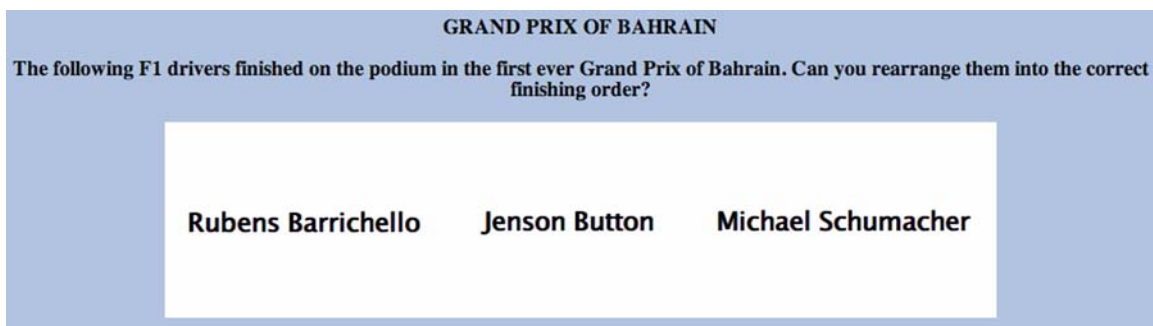 GRAND PRIX OF BAHRAIN
The following F1 drivers finished on the podium in the first ever Grand Prix of Bahrain. Can you rearrange them into the correct
finishing order?
Rubens Barrichello Jenson Button Michael Schumacher